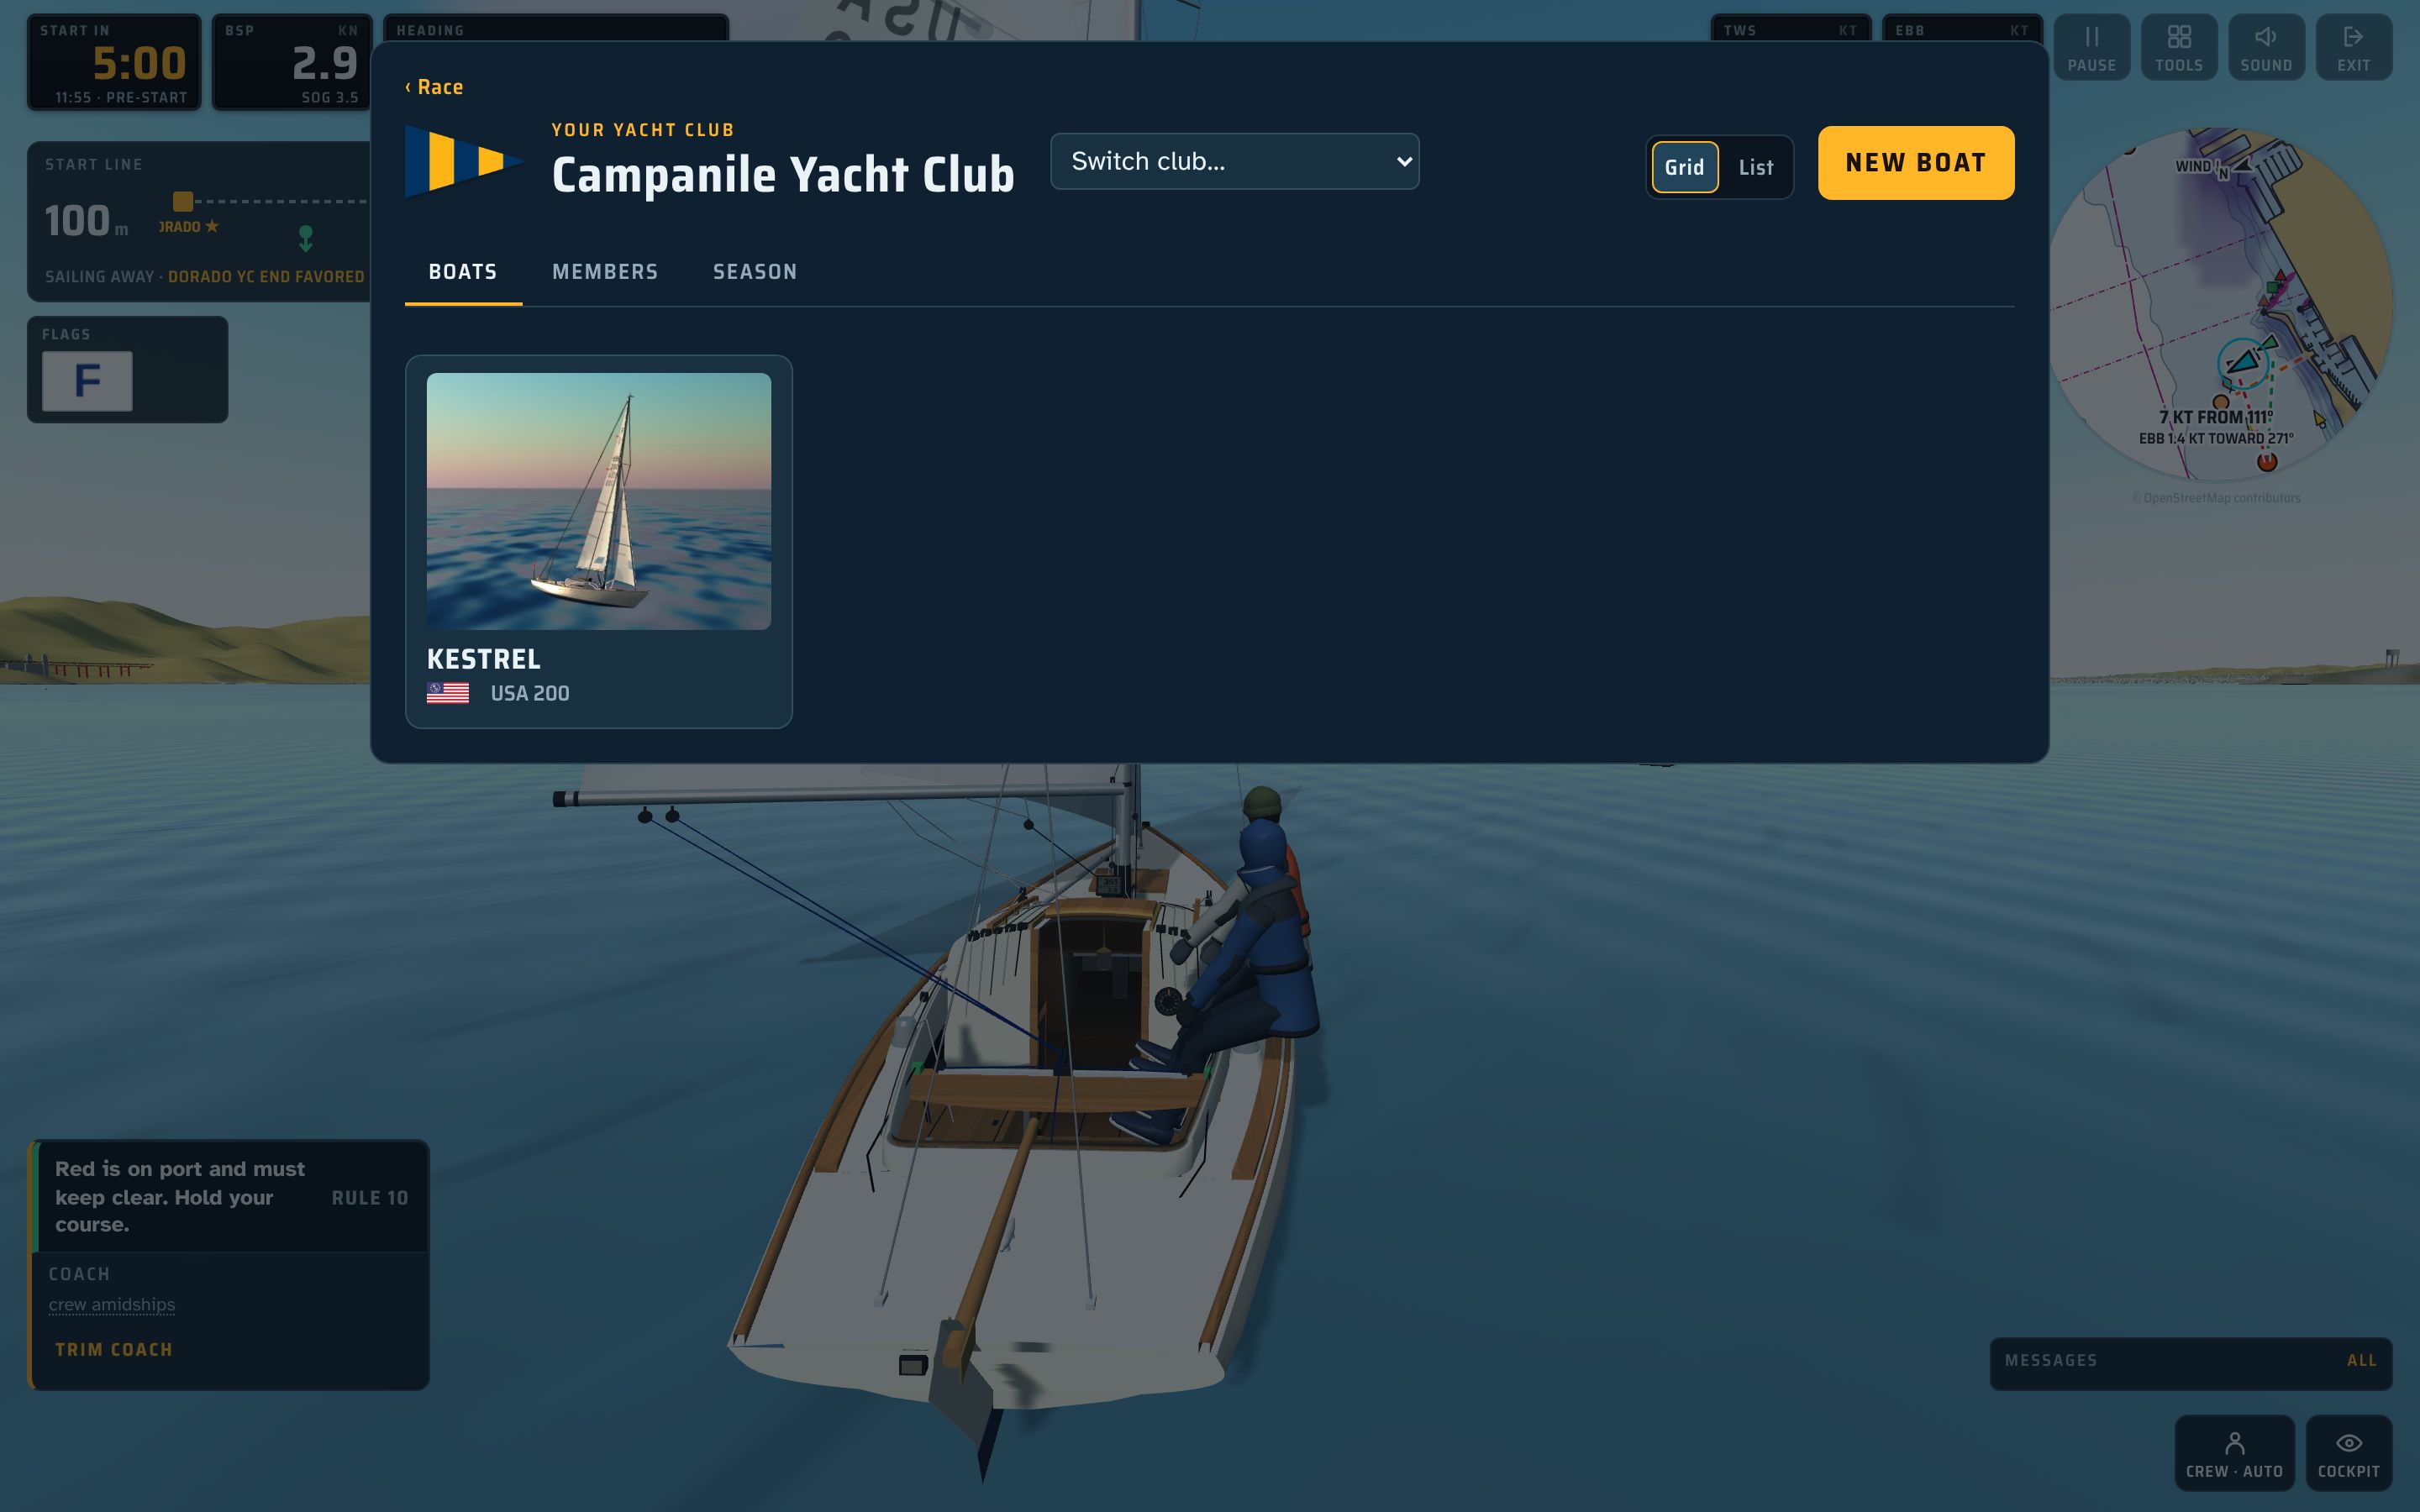 START IN
5:00
11:55 · PRE-START
BSP KN
2.9
SOG 3.5
HEADING
USA
TWS KT
EBB KT
PAUSE
TOOLS
SOUND
EXIT
‹ Race
YOUR YACHT CLUB
Campanile Yacht Club
Switch club...
Grid
List
NEW BOAT
BOATS
MEMBERS
SEASON
START LINE
100 m
RADO ★
SAILING AWAY · DORADO YC END FAVORED
FLAGS
F
KESTREL
USA 200
WIND
N
7 KT FROM 111°
EBB 1.4 KT TOWARD 271°
© OpenStreetMap contributors
Red is on port and must
keep clear. Hold your
course.
RULE 10
COACH
crew amidships
TRIM COACH
MESSAGES
ALL
CREW · AUTO
COCKPIT